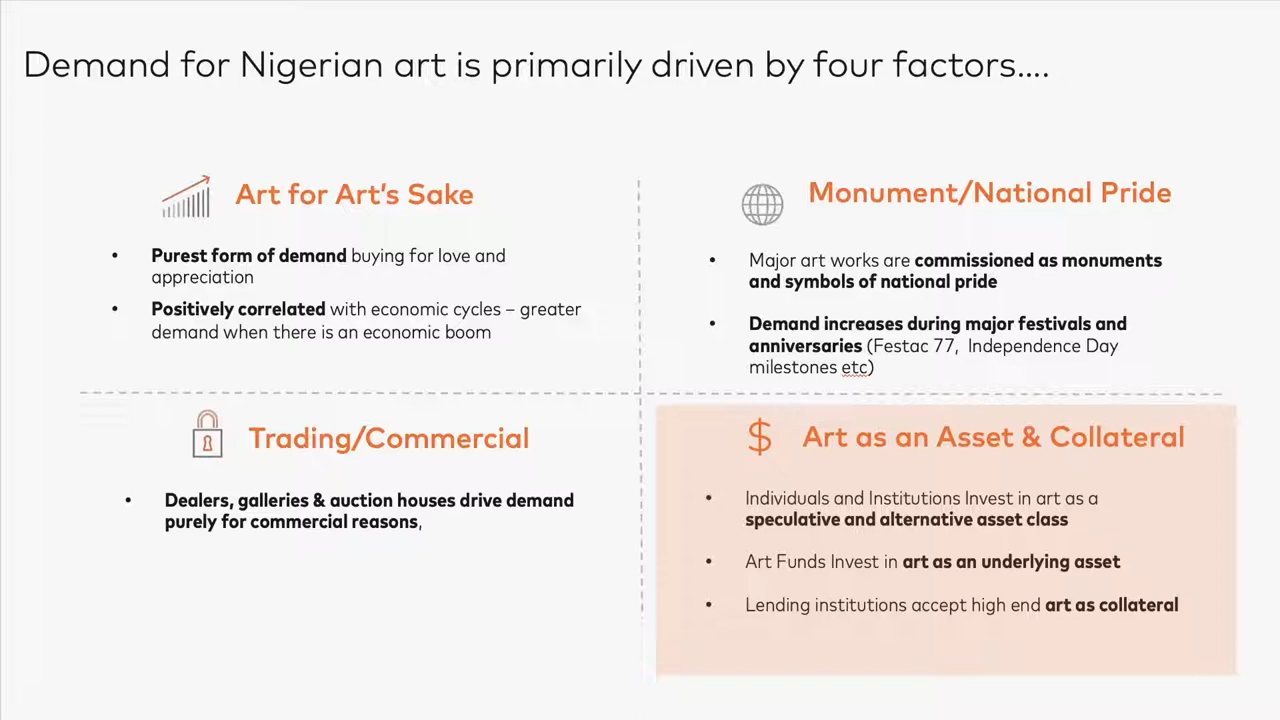 Demand for Nigerian art is primarily driven by four factors....
Art for Art's Sake
• Purest form of demand buying for love and
appreciation
• Positively correlated with economic cycles – greater
demand when there is an economic boom
Monument/National Pride
• Major art works are commissioned as monuments
and symbols of national pride
• Demand increases during major festivals and
anniversaries (Festac 77, Independence Day
milestones etc)
Trading/Commercial
• Dealers, galleries & auction houses drive demand
purely for commercial reasons,
$ Art as an Asset & Collateral
• Individuals and Institutions Invest in art as a
speculative and alternative asset class
• Art Funds Invest in art as an underlying asset
• Lending institutions accept high end art as collateral